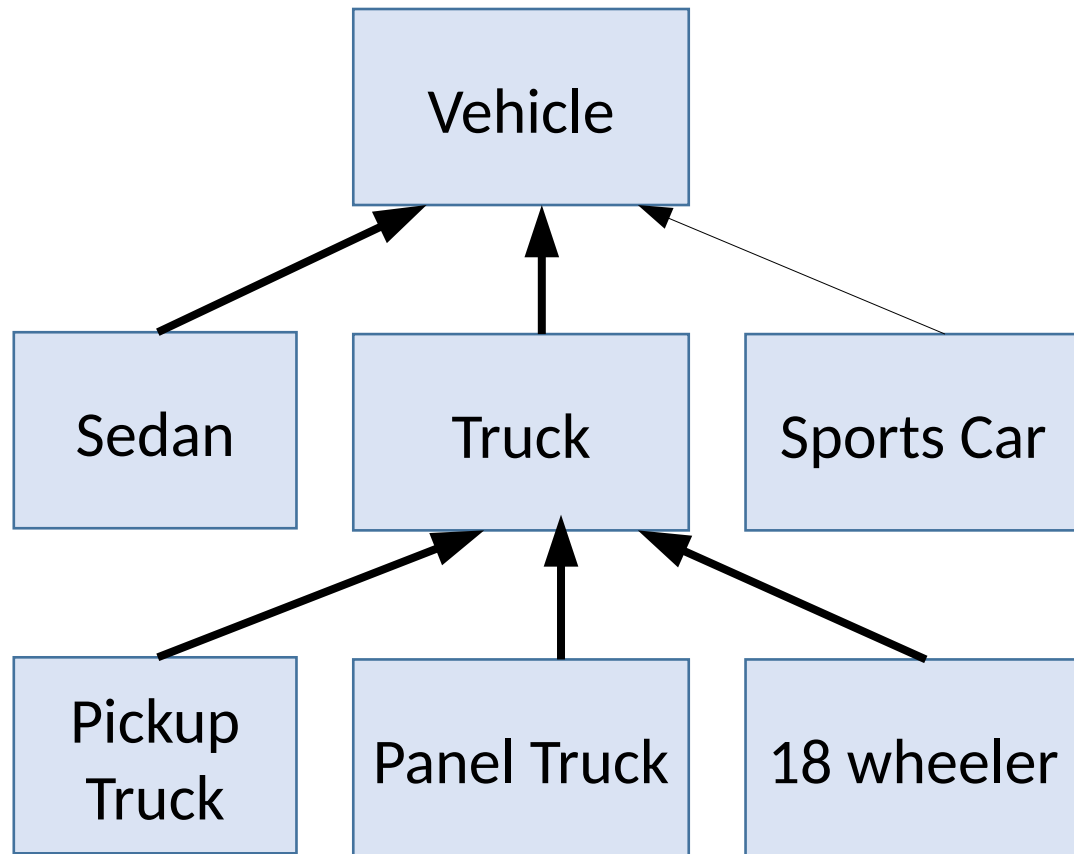 Vehicle
Sedan
Truck
Sports Car
Pickup
Truck
Panel Truck
18 wheeler